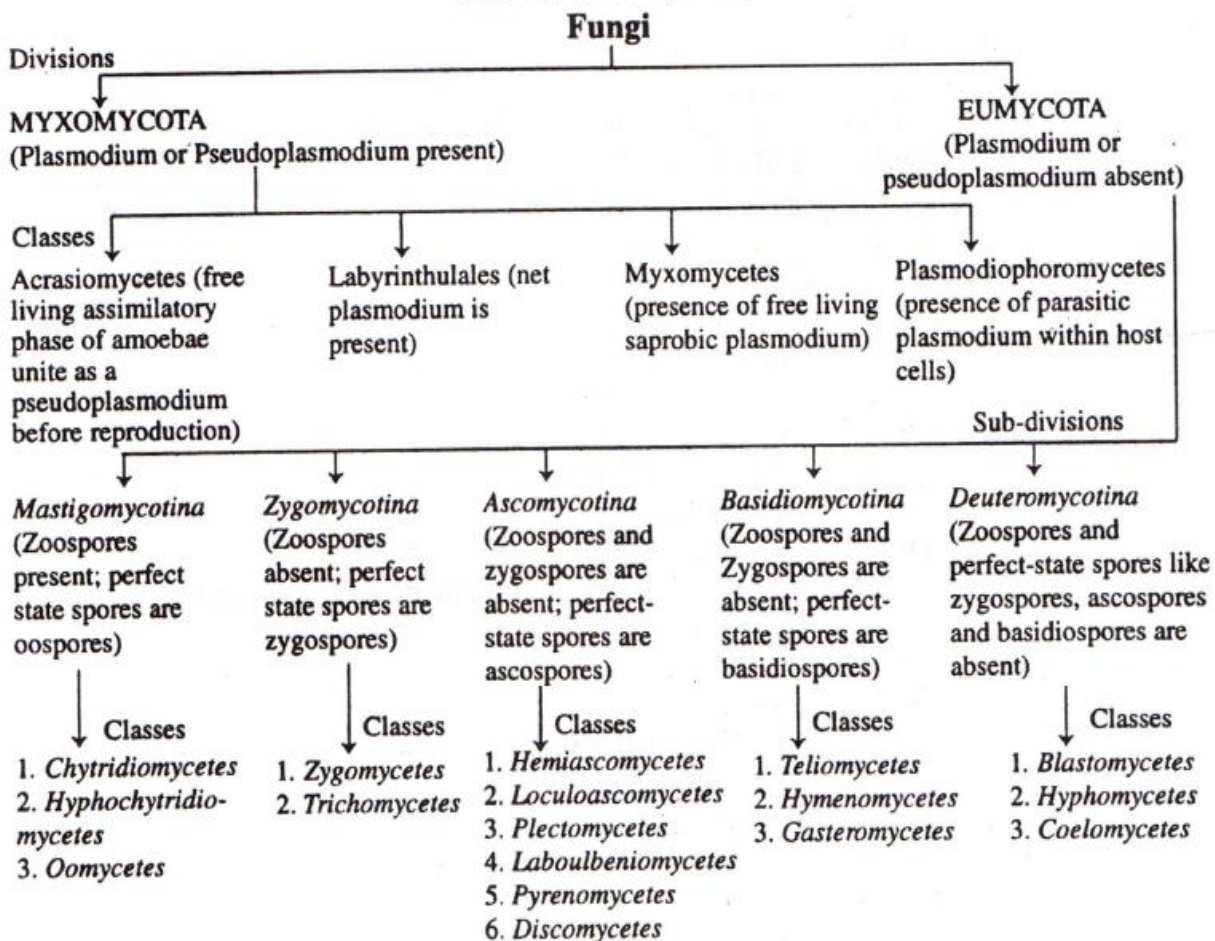 Fungi
Divisions
MYXOMYCOTA
(Plasmodium or Pseudoplasmodium present)
EUMYCOTA
(Plasmodium or
pseudoplasmodium absent)
Classes
Acrasiomycetes (free
living assimilatory
phase of amoebae
unite as a
pseudoplasmodium
before reproduction)
Labyrinthulales (net
plasmodium is
present)
Myxomycetes
(presence of free living
saprobic plasmodium)
Plasmodiophoromycetes
(presence of parasitic
plasmodium within host
cells)
Sub-divisions
Mastigomycotina
(Zoospores
present; perfect
state spores are
oospores)
Classes
1. Chytridiomycetes
2. Hyphochytridio-
mycetes
3. Oomycetes
Zygomycotina
(Zoospores
absent; perfect
state spores are
zygospores)
Classes
1. Zygomycetes
2. Trichomycetes
Ascomycotina
(Zoospores and
zygospores are
absent; perfect-
state spores are
ascospores)
Classes
1. Hemiascomycetes
2. Loculoascomycetes
3. Plectomycetes
4. Laboulbeniomycetes
5. Pyrenomycetes
6. Discomycetes
Basidiomycotina
(Zoospores and
Zygospores are
absent; perfect-
state spores are
basidiospores)
Classes
1. Teliomycetes
2. Hymenomycetes
3. Gasteromycetes
Deuteromycotina
(Zoospores and
perfect-state spores like
zygospores, ascospores
and basidiospores are
absent)
Classes
1. Blastomycetes
2. Hyphomycetes
3. Coelomycetes